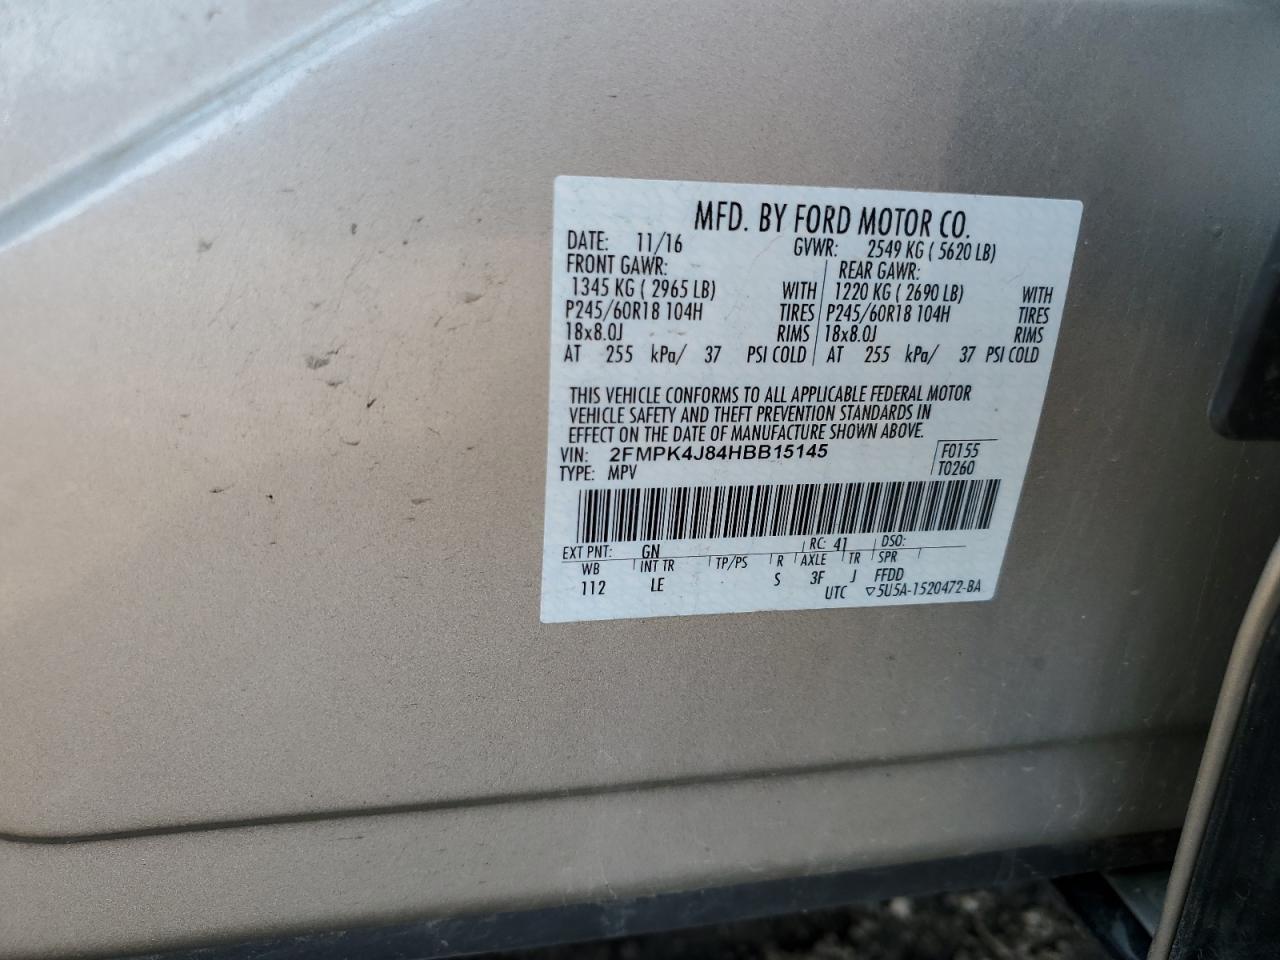 MFD. BY FORD MOTOR CO.
DATE: 11/16 GVWR: 2549 KG ( 5620 LB)
FRONT GAWR: REAR GAWR:
1345 KG ( 2965 LB) WITH 1220 KG ( 2690 LB) WITH
P245/60R18 104H TIRES P245/60R18 104H TIRES
18x8.0J RIMS 18x8.0J RIMS
AT 255 kPa/ 37 PSI COLD AT 255 kPa/ 37 PSI COLD
THIS VEHICLE CONFORMS TO ALL APPLICABLE FEDERAL MOTOR
VEHICLE SAFETY AND THEFT PREVENTION STANDARDS IN
EFFECT ON THE DATE OF MANUFACTURE SHOWN ABOVE.
VIN: 2FMPK4J84HBB15145 F0155
TYPE: MPV T0260
EXT PNT: GN RC: 41 DSO:
WB INT TR TP/PS R AXLE TR SPR
112 LE S 3F J FFDD
UTC ▽5U5A-1520472-BA